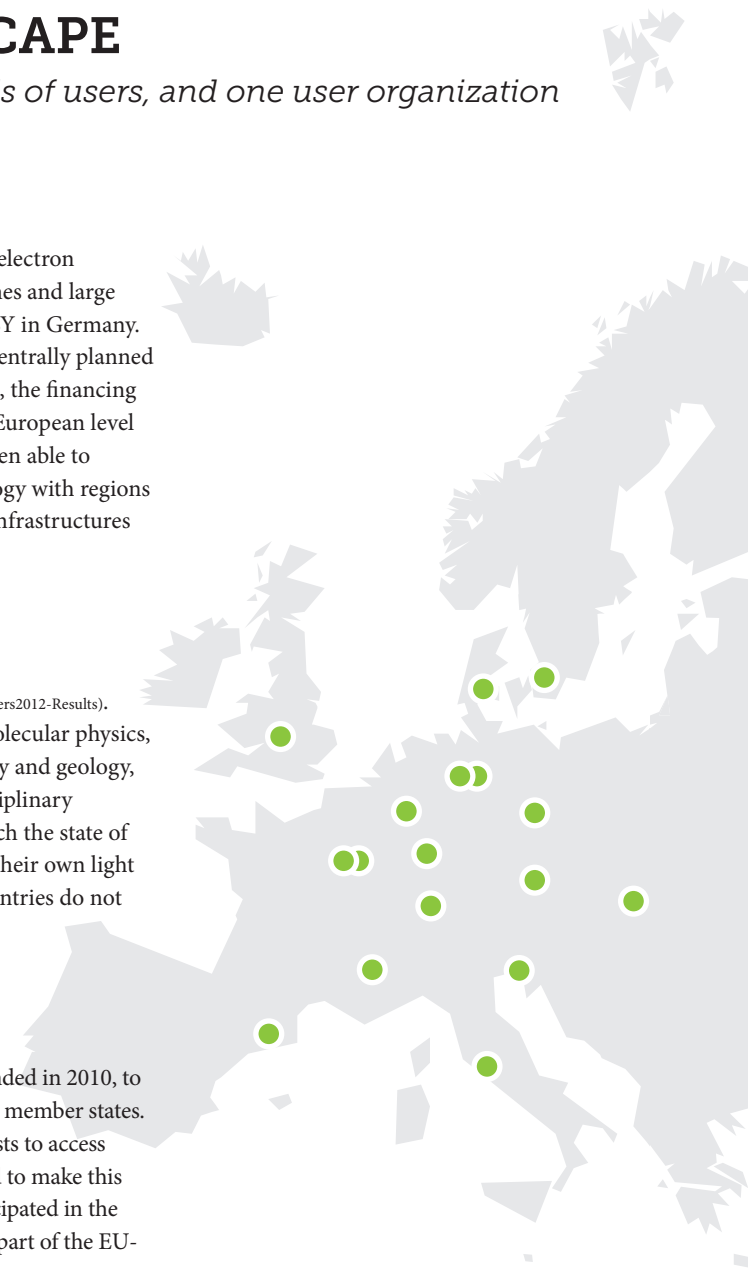 CAPE
s of users, and one user organization
electron
nes and large
Y in Germany.
entrally planned
, the financing
European level
en able to
ogy with regions
nfrastructures
ers2012-Results).
olecular physics,
y and geology,
iplinary
ch the state of
heir own light
ntries do not
nded in 2010, to
member states.
sts to access
to make this
cipated in the
part of the EU-